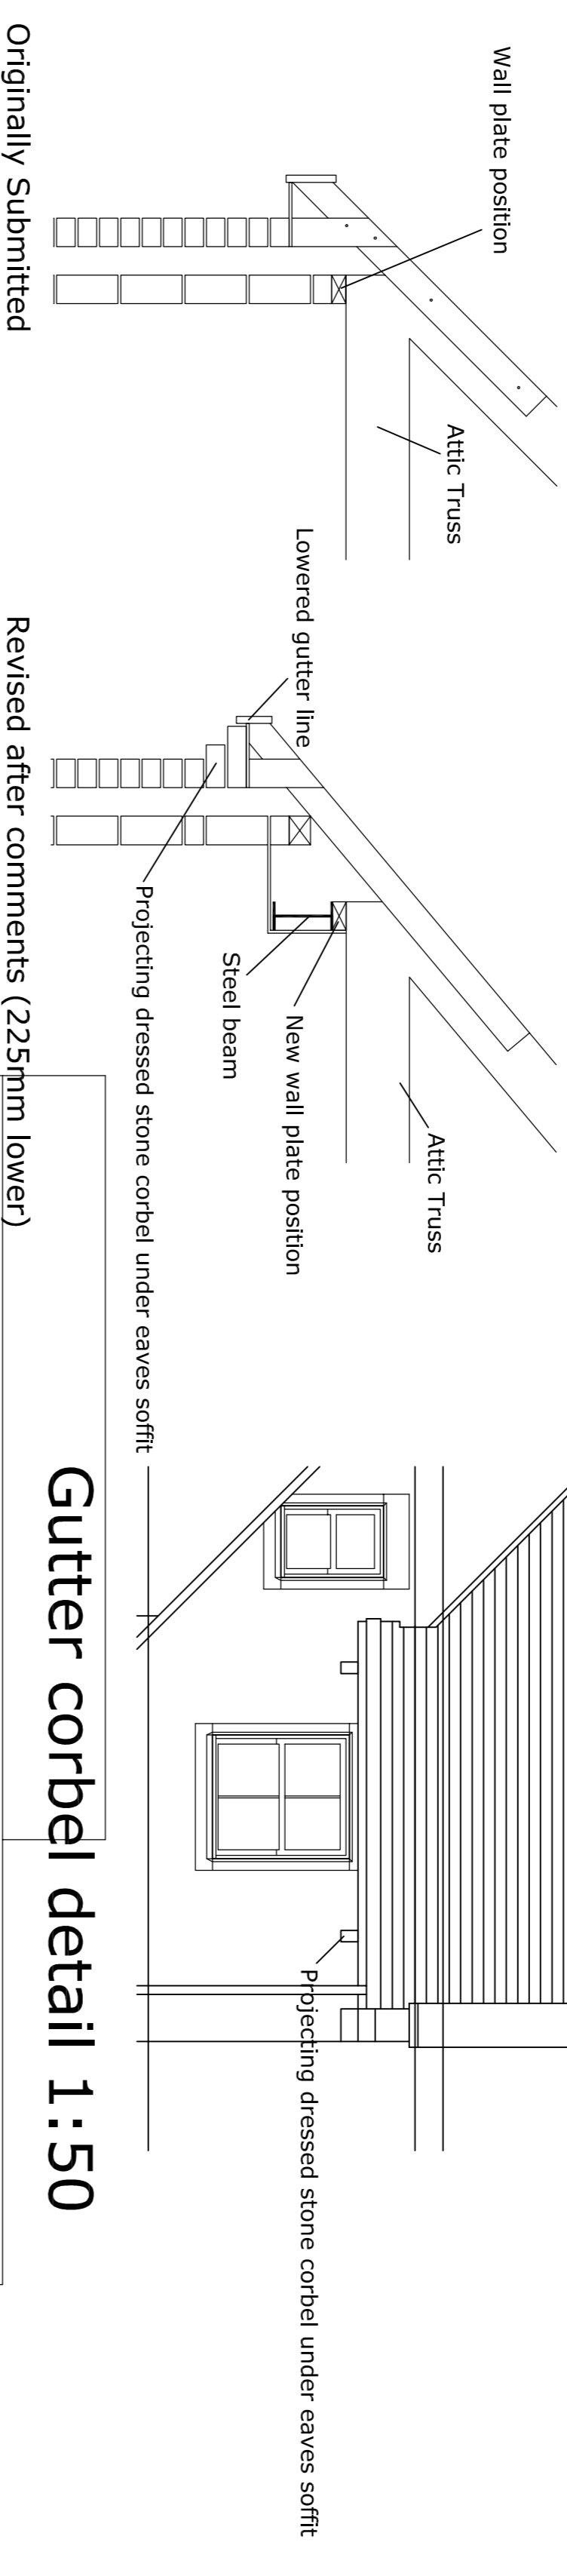 Wall plate position
Attic Truss
Originally Submitted
Lowered gutter line
Attic Truss
New wall plate position
Steel beam
Projecting dressed stone corbel under eaves soffit
Revised after comments (225mm lower)
Projecting dressed stone corbel under eaves soffit
Gutter corbel detail 1:50